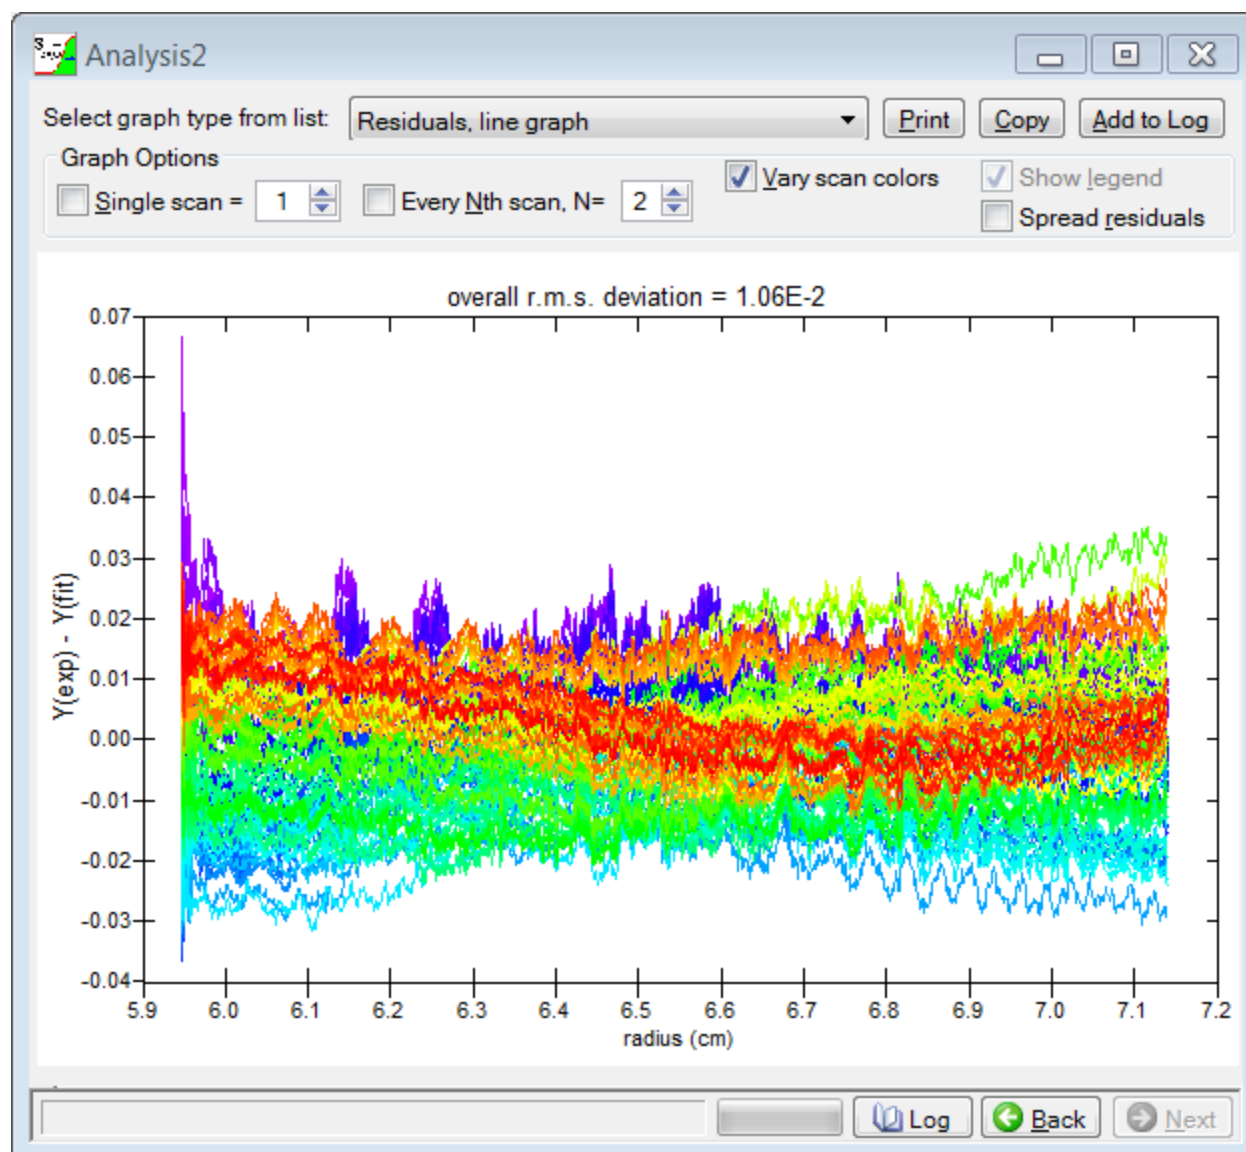 Analysis2
Select graph type from list: Residuals, line graph Print Copy Add to Log
Graph Options
Single scan = 1 Every Nth scan, N= 2 Vary scan colors Show legend
Spread residuals
overall r.m.s. deviation = 1.06E-2
0.07
0.06
0.05
0.04
0.03
0.02
0.01
0.00
-0.01
-0.02
-0.03
-0.04
Y(exp) - Y(fit)
5.9 6.0 6.1 6.2 6.3 6.4 6.5 6.6 6.7 6.8 6.9 7.0 7.1 7.2
radius (cm)
Log Back Next